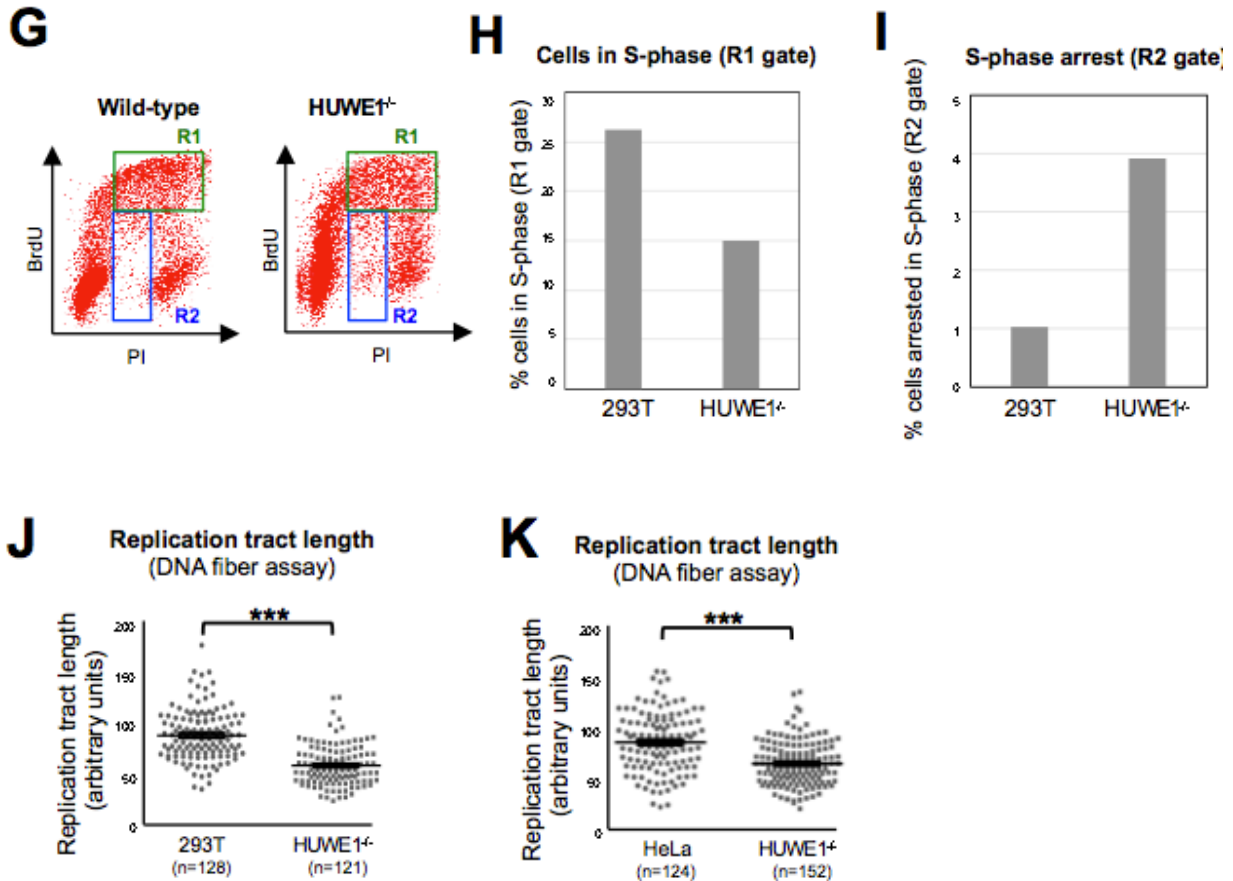 G
Wild-type
HUWE1-/-
R1
R1
BrdU
BrdU
R2
R2
PI
PI
H
Cells in S-phase (R1 gate)
% cells in S-phase (R1 gate)
30
25
20
15
10
5
0
293T
HUWE1-/-
I
S-phase arrest (R2 gate)
% cells arrested in S-phase (R2 gate)
5
4
3
2
1
0
293T
HUWE1-/-
J
Replication tract length
(DNA fiber assay)
***
Replication tract length
(arbitrary units)
200
150
100
50
0
293T
HUWE1-/-
(n=128)
(n=121)
K
Replication tract length
(DNA fiber assay)
***
Replication tract length
(arbitrary units)
200
150
100
50
0
HeLa
HUWE1-/-
(n=124)
(n=152)